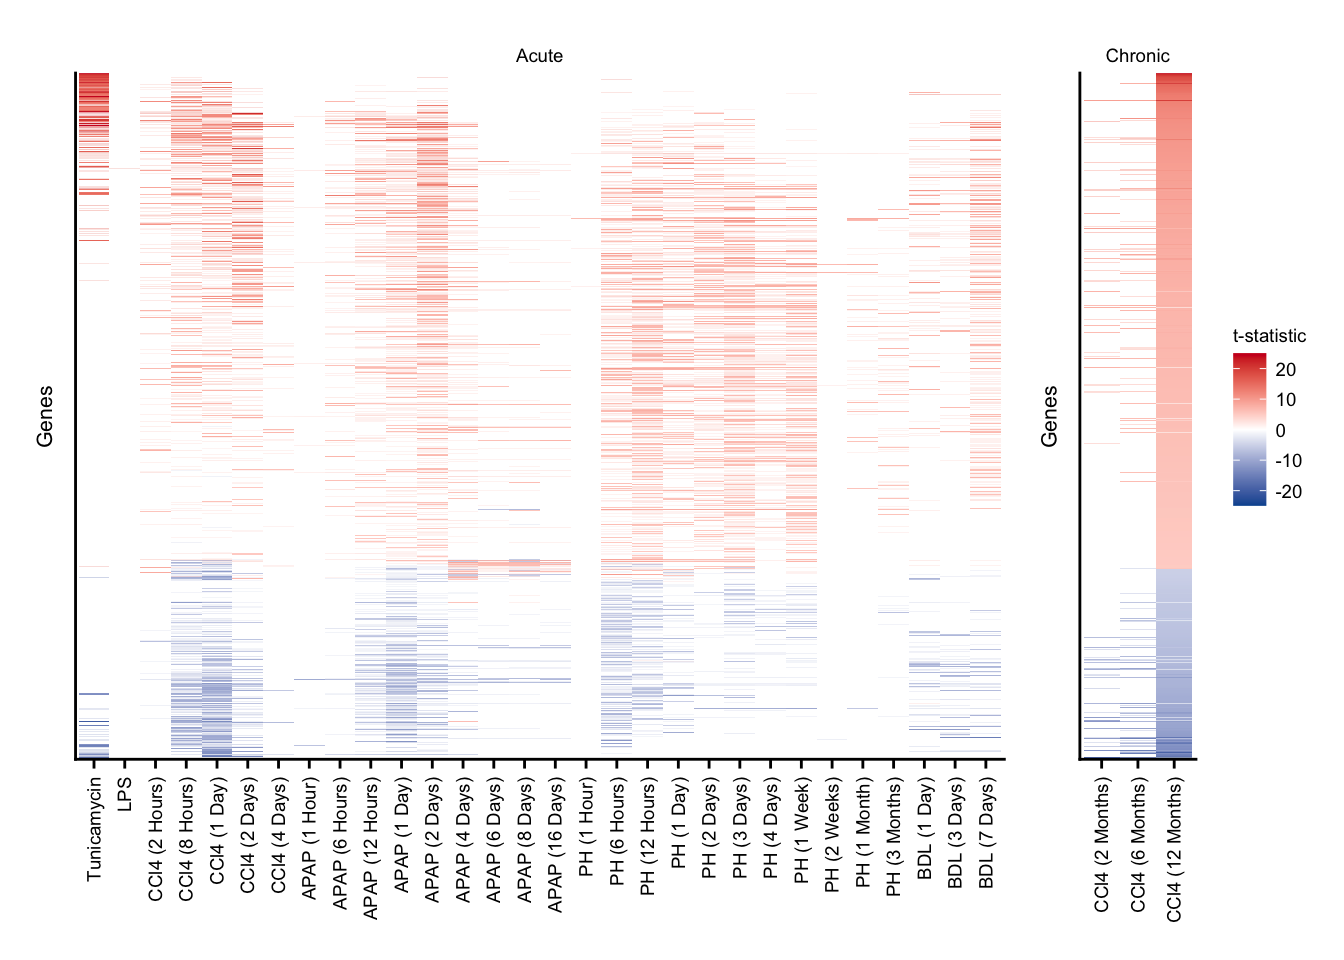 Acute
Chronic
Genes
Genes
t-statistic
20
10
0
-10
-20
Tunicamycin
LPS
CCl4 (2 Hours)
CCl4 (8 Hours)
CCl4 (1 Day)
CCl4 (2 Days)
CCl4 (4 Days)
APAP (1 Hour)
APAP (6 Hours)
APAP (12 Hours)
APAP (1 Day)
APAP (2 Days)
APAP (4 Days)
APAP (6 Days)
APAP (8 Days)
APAP (16 Days)
PH (1 Hour)
PH (6 Hours)
PH (12 Hours)
PH (1 Day)
PH (2 Days)
PH (3 Days)
PH (4 Days)
PH (1 Week)
PH (2 Weeks)
PH (1 Month)
PH (3 Months)
BDL (1 Day)
BDL (3 Days)
BDL (7 Days)
CCl4 (2 Months)
CCl4 (6 Months)
CCl4 (12 Months)